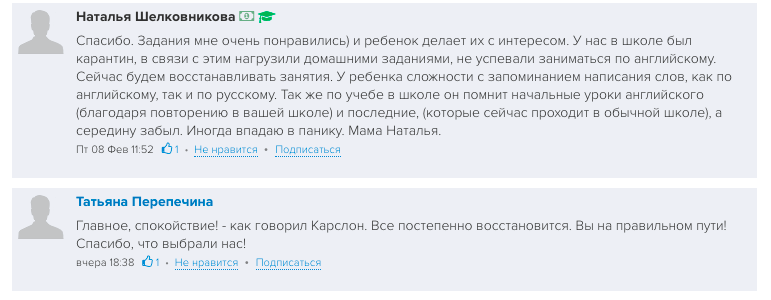 Наталья Шелковникова
Спасибо. Задания мне очень понравились) и ребенок делает их с интересом. У нас в школе был
карантин, в связи с этим нагрузили домашними заданиями, не успевали заниматься по английскому.
Сейчас будем восстанавливать занятия. У ребенка сложности с запоминанием написания слов, как по
английскому, так и по русскому. Так же по учебе в школе он помнит начальные уроки английского
(благодаря повторению в вашей школе) и последние, (которые сейчас проходит в обычной школе), а
середину забыл. Иногда впадаю в панику. Мама Наталья.
Пт 08 Фев 11:52 1 • Не нравится • Подписаться
Татьяна Перепечина
Главное, спокойствие! - как говорил Карслон. Все постепенно восстановится. Вы на правильном пути!
Спасибо, что выбрали нас!
вчера 18:38 1 • Не нравится • Подписаться